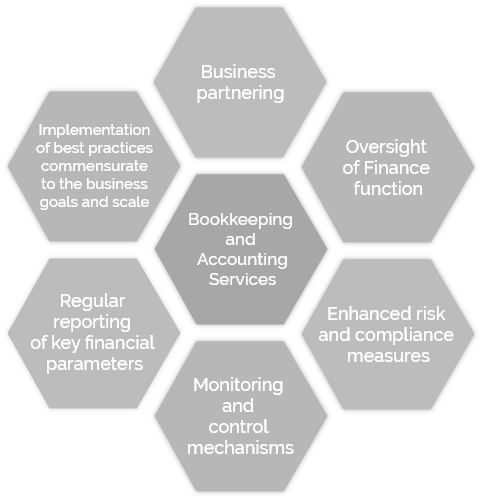 Business
partnering
Implementation
of best practices
commensurate
to the business
goals and scale
Oversight
of Finance
function
Bookkeeping
and
Accounting
Services
Regular
reporting
of key financial
parameters
Enhanced risk
and compliance
measures
Monitoring
and
control
mechanisms